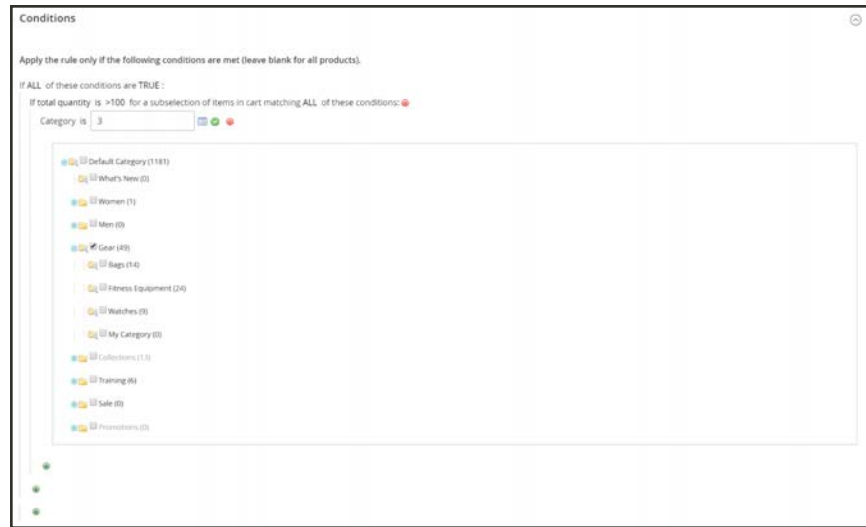 Conditions
Apply the rule only if the following conditions are met (leave blank for all products).
If ALL of these conditions are TRUE :
If total quantity is >100 for a subselection of items in cart matching ALL of these conditions:
Category is 3
Default Category (1181)
What's New (0)
Women (1)
Men (0)
Gear (49)
Bags (14)
Fitness Equipment (24)
Watches (9)
My Category (0)
Collections (13)
Training (6)
Sale (0)
Promotions (0)